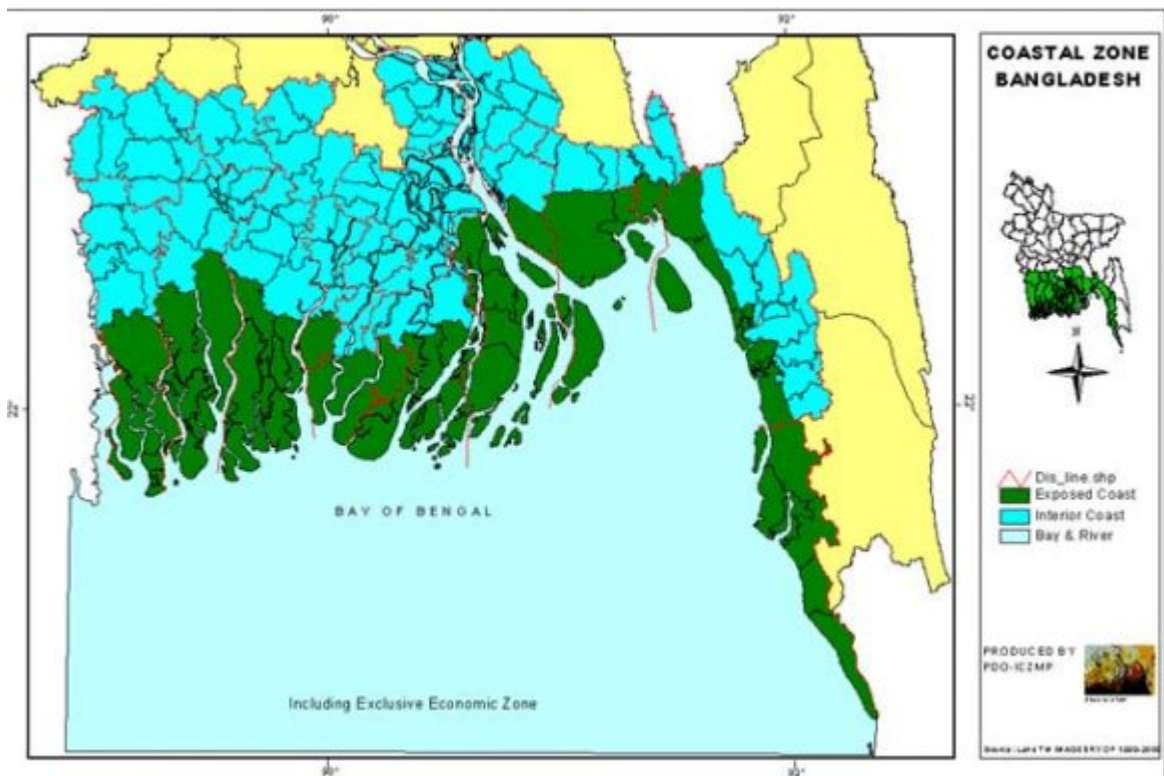 COASTAL ZONE
BANGLADESH
90°
92°
22°
22°
N
Dis_line.shp
Exposed Coast
Interior Coast
Bay & River
BAY OF BENGAL
PRODUCED BY
PDO-ICZMP
Including Exclusive Economic Zone
90°
92°